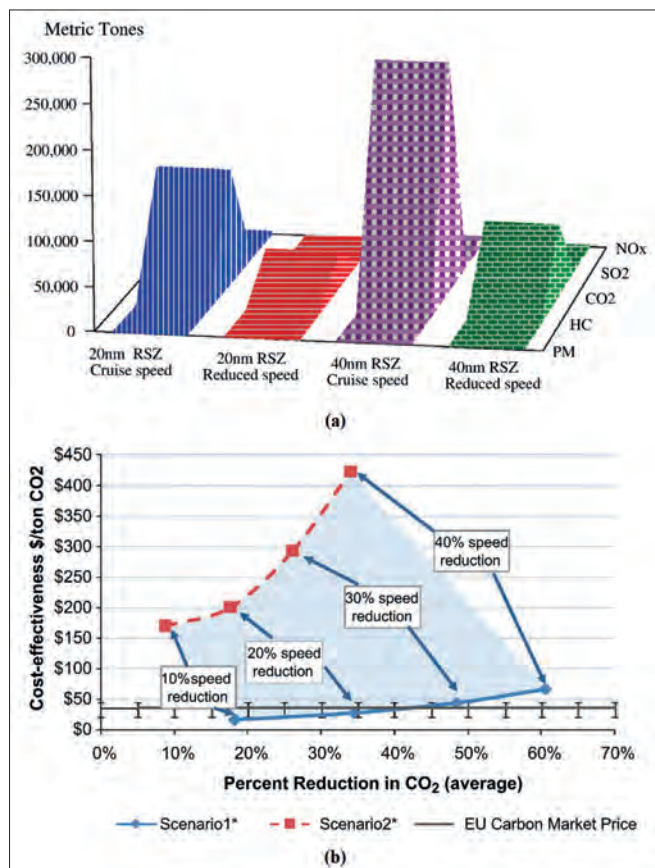 Metric Tones
300,000
200,000
150,000
100,000
50,000
0
NOx
SO2
CO2
HC
PM
20nm RSZ
Cruise speed
20nm RSZ
Reduced speed
40nm RSZ
Cruise speed
40nm RSZ
Reduced speed
(a)
$450
$400
$350
$300
$250
$200
$150
$100
$50
$0
Cost-effectiveness $/ton CO2
40% speed
reduction
30% speed
reduction
20% speed
reduction
10%speed
reduction
0% 10% 20% 30% 40% 50% 60% 70%
Percent Reduction in CO₂ (average)
Scenario1* Scenario2* EU Carbon Market Price
(b)